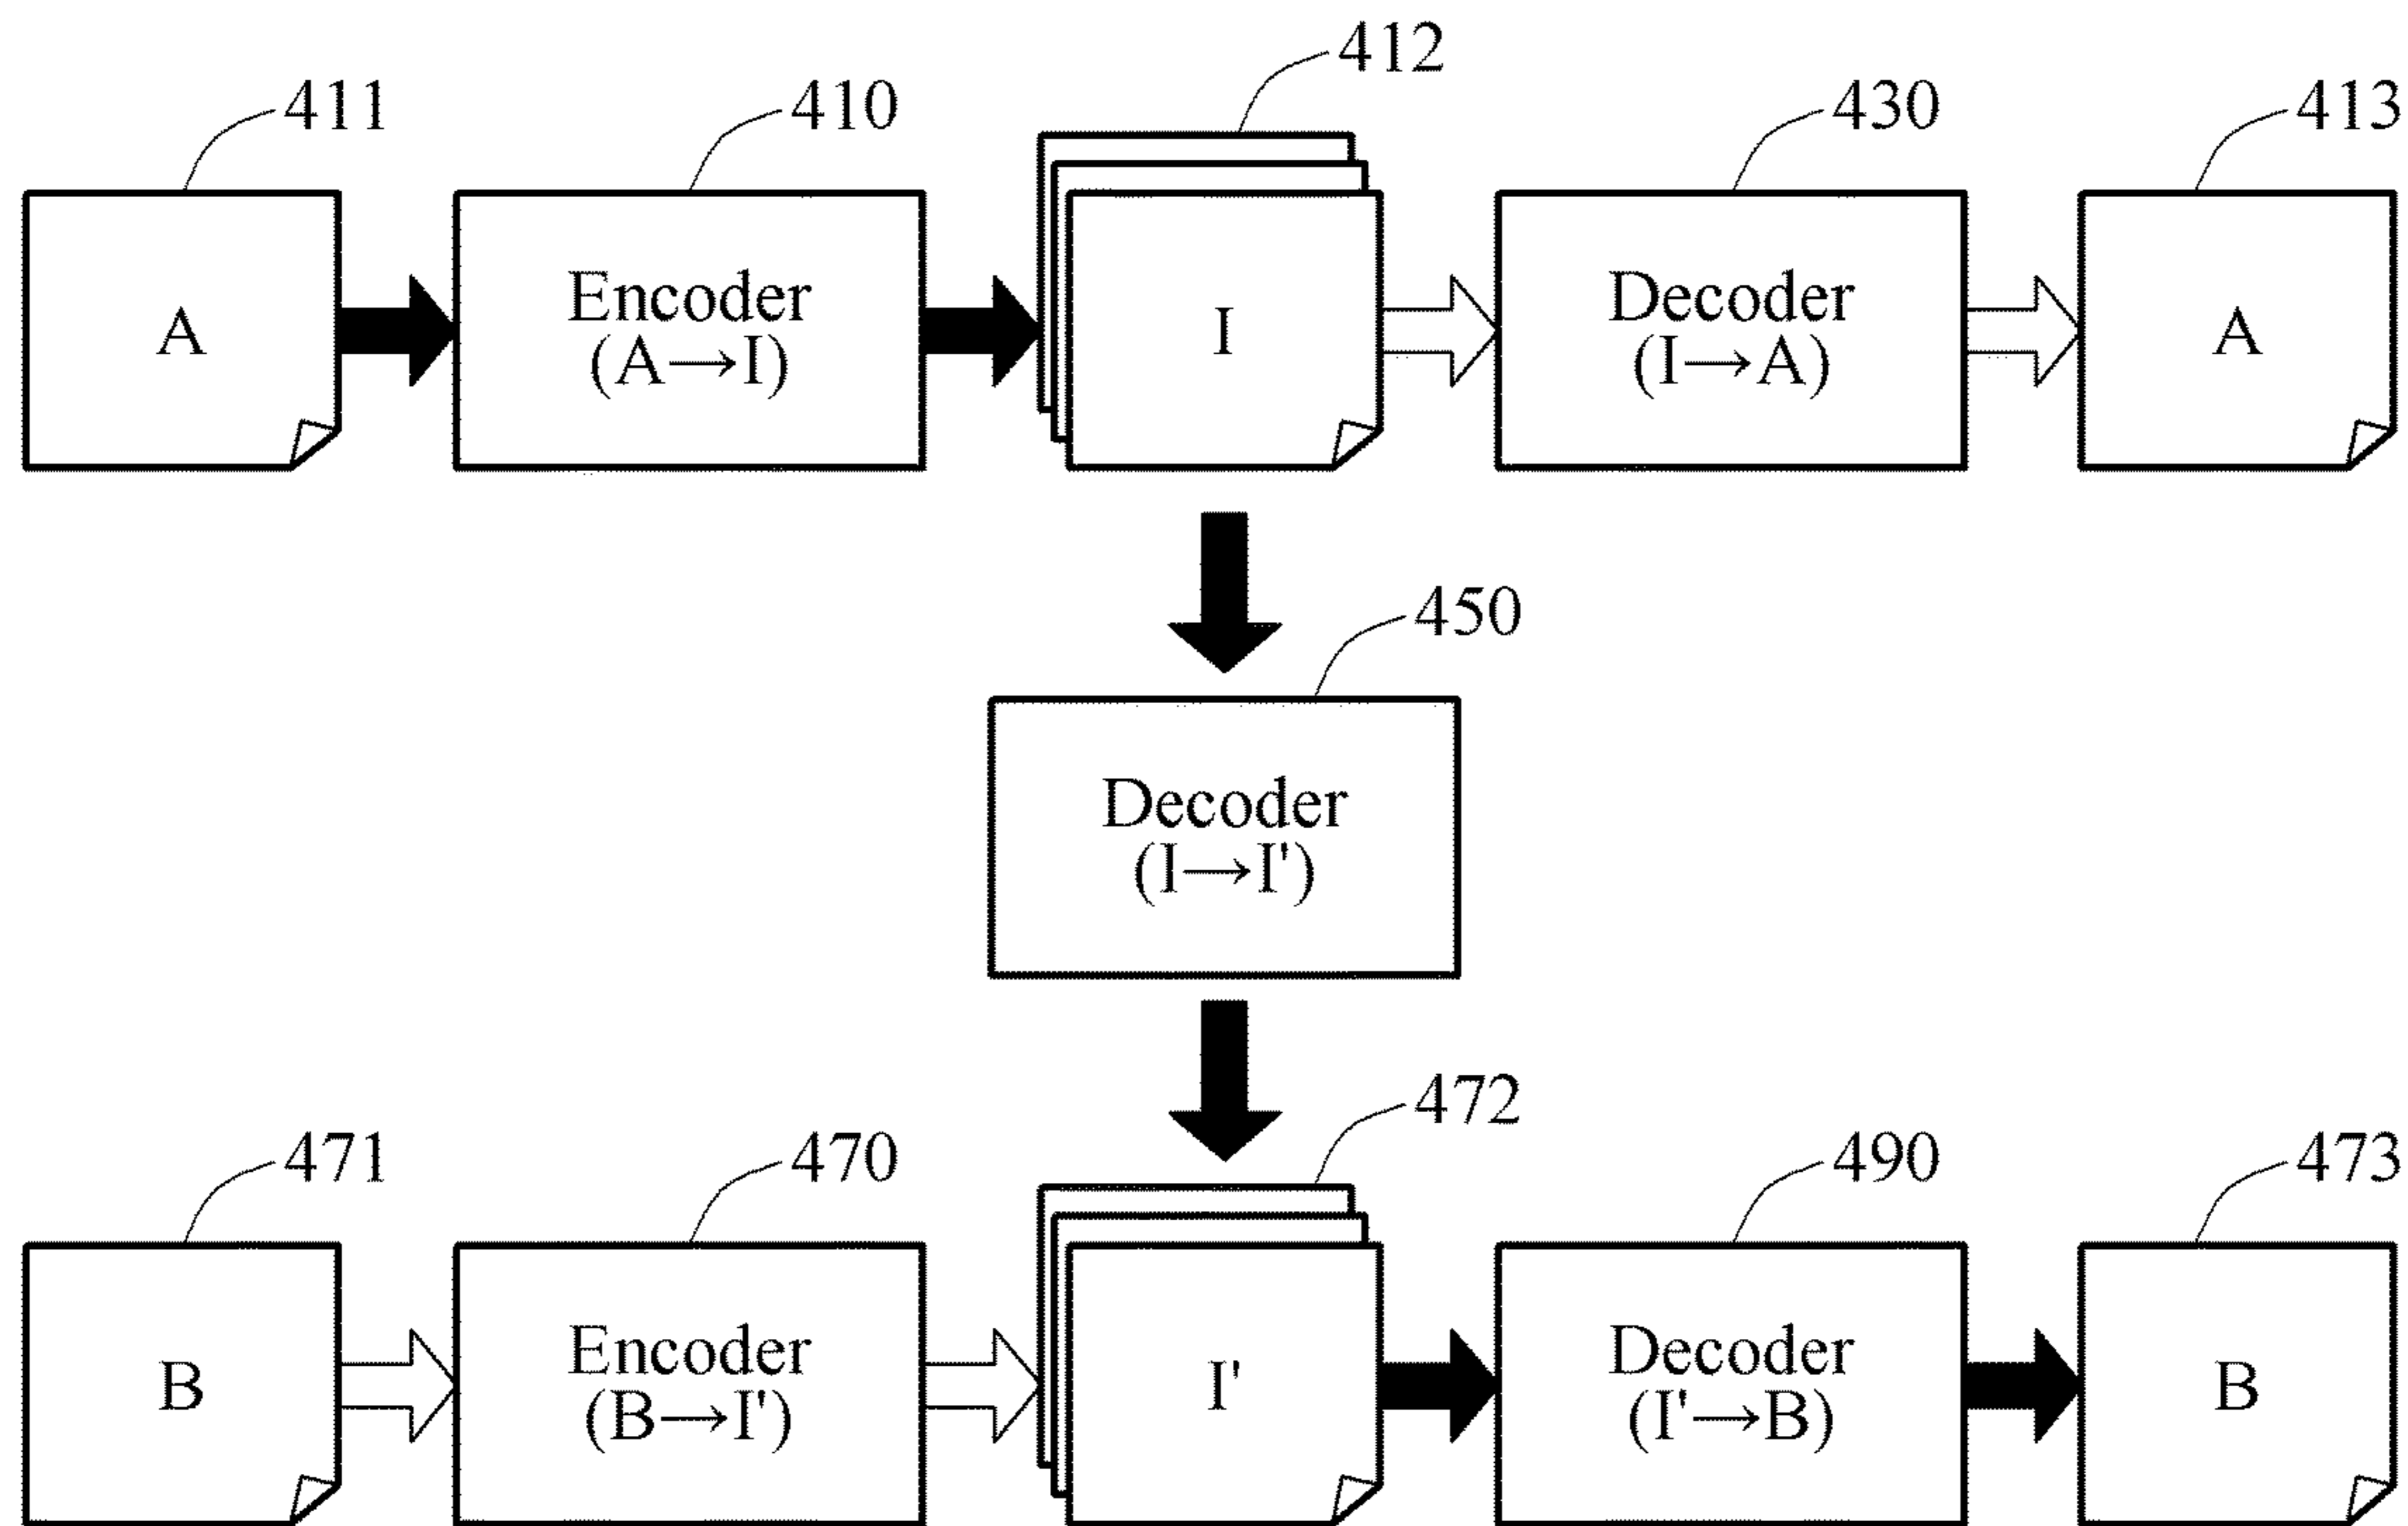 412
411
410
430
413
A
Encoder
(A→I)
I
Decoder
(I→A)
A
450
Decoder
(I→I')
472
471
470
490
473
B
Encoder
(B→I')
I'
Decoder
(I'→B)
B